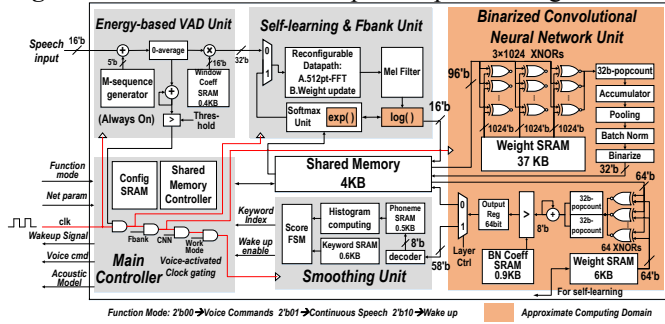 Energy-based VAD Unit
Speech input
16'b
5'b
0-average
16'b
32'b
M-sequence generator
Window Coeff SRAM 0.4KB
(Always On)
>
Threshold
Self-learning & Fbank Unit
0
1
Reconfigurable Datapath:
A.512pt-FFT
B.Weight update
Mel Filter
Softmax Unit
exp()
log()
16'b
Binarized Convolutional
Neural Network Unit
3×1024 XNORs
96'b
1024'b
1024'b
1024'b
Weight SRAM
37 KB
32b-popcount
Accumulator
Pooling
Batch Norm
Binarize
32'b
Shared Memory
4KB
Function mode
Net param
clk
Wakeup Signal
Voice cmd
Acoustic Model
Config SRAM
Shared Memory Controller
Fbank
CNN
Work Mode
Voice-activated Clock gating
Main Controller
Keyword Index
Wake up enable
Score FSM
Histogram computing
Phoneme SRAM 0.5KB
8'b
Keyword SRAM 0.6KB
decoder
58'b
Smoothing Unit
0
1
Layer Ctrl
Output Reg 64bit
>
8'b
BN Coeff SRAM 0.9KB
32b-popcount
32b-popcount
64'b
64 XNORs
Weight SRAM
6KB
64'b
For self-learning
Function Mode: 2'b00➔Voice Commands 2'b01➔Continuous Speech 2'b10➔Wake up
Approximate Computing Domain